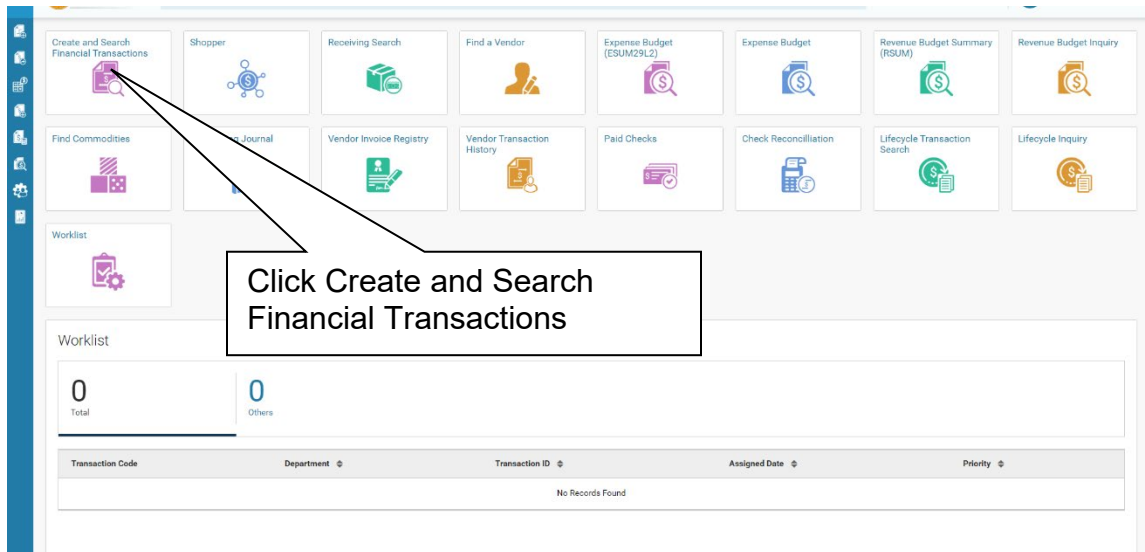 Create and Search
Financial Transactions
Shopper
Receiving Search
Find a Vendor
Expense Budget
(ESUM29L2)
Expense Budget
Revenue Budget Summary
(RSUM)
Revenue Budget Inquiry
Find Commodities
Journal
Vendor Invoice Registry
Vendor Transaction
History
Paid Checks
Check Reconcilliation
Lifecycle Transaction
Search
Lifecycle Inquiry
Worklist
Click Create and Search
Financial Transactions
Worklist
0
Total
0
Others
Transaction Code Department Transaction ID Assigned Date Priority
No Records Found